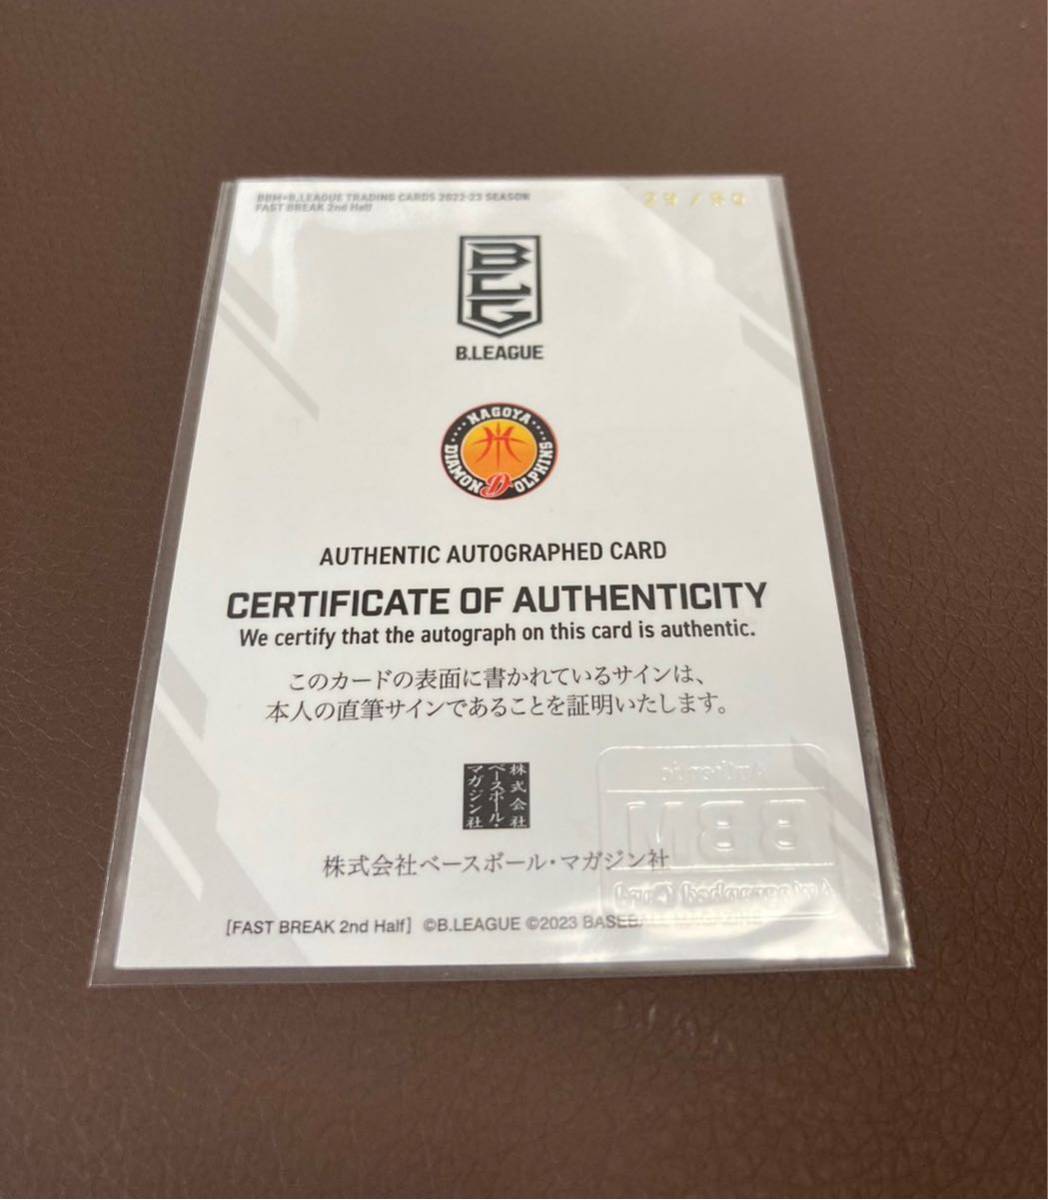 BBM×B.LEAGUE TRADING CARDS 2022-23 SEASON
FAST BREAK 2nd Half
BLG
B.LEAGUE
NAGOYA
DIAMOND DOLPHINS
AUTHENTIC AUTOGRAPHED CARD
CERTIFICATE OF AUTHENTICITY
We certify that the autograph on this card is authentic.
このカードの表面に書かれているサインは、
本人の直筆サインであることを証明いたします。
株式会社
ベースボール・
マガジン社
株式会社ベースボール・マガジン社
Authentic
BBM
Autographed Card
[FAST BREAK 2nd Half] ©B.LEAGUE ©2023 BASEBALL MAGAZINE